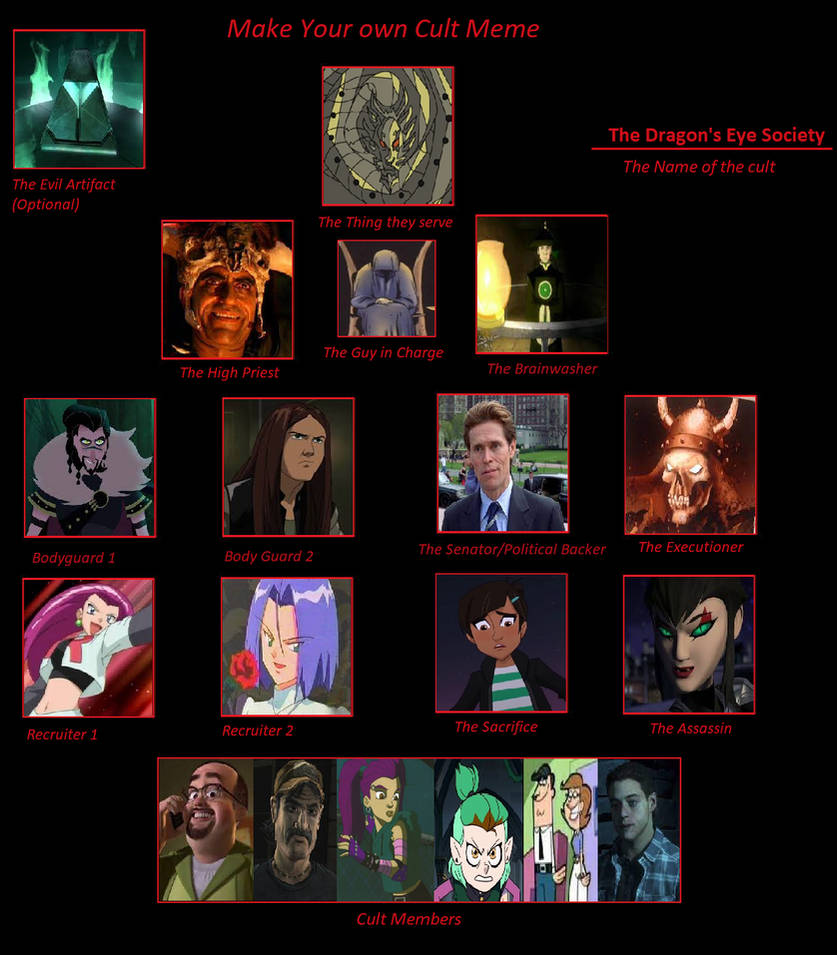 Make Your own Cult Meme
The Dragon's Eye Society
The Name of the cult
The Evil Artifact
(Optional)
The Thing they serve
The High Priest
The Guy in Charge
The Brainwasher
Bodyguard 1
Body Guard 2
The Senator/Political Backer
The Executioner
Recruiter 1
Recruiter 2
The Sacrifice
The Assassin
Cult Members